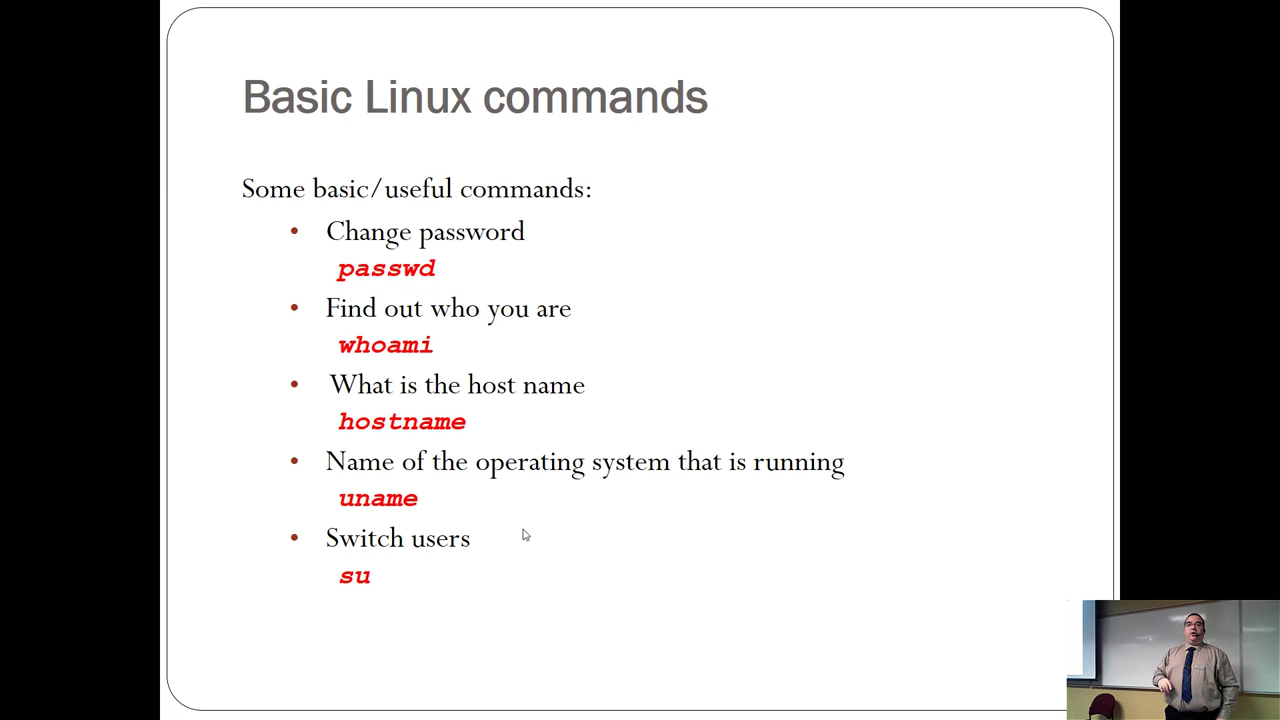 Basic Linux commands
Some basic/useful commands:
• Change password
passwd
• Find out who you are
whoami
• What is the host name
hostname
• Name of the operating system that is running
uname
• Switch users
su